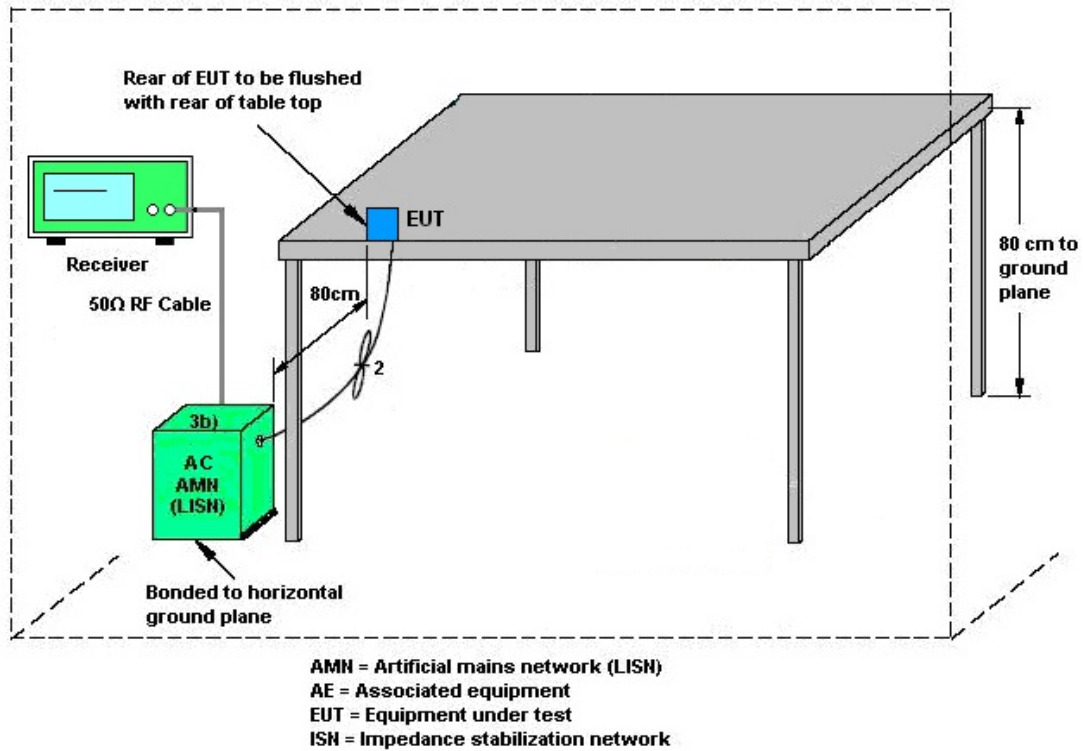 Rear of EUT to be flushed
with rear of table top
EUT
Receiver
50Ω RF Cable
80cm
80 cm to
ground
plane
2
3b)
AC
AMN
(LISN)
Bonded to horizontal
ground plane
AMN = Artificial mains network (LISN)
AE = Associated equipment
EUT = Equipment under test
ISN = Impedance stabilization network